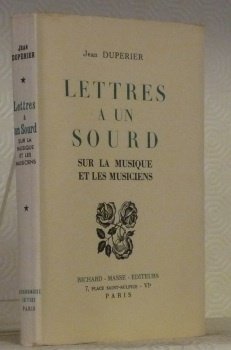 JEAN
DUPERIER
Lettres
à
un Sourd
SUR LA
MUSIQUE
ET LES
MUSICIENS
PARIS
Jean DUPERIER
LETTRES
A UN
SOURD
SUR LA MUSIQUE
ET LES MUSICIENS
RICHARD - MASSE - EDITEURS
7, PLACE SAINT-SULPICE - VIᵉ
PARIS